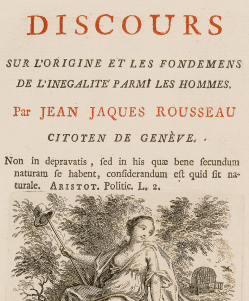 DISCOURS
SUR L'ORIGINE ET LES FONDEMENS
DE L'INEGALITÉ PARMI LES HOMMES.
Par JEAN JAQUES ROUSSEAU
CITOTEN DE GENÈVE.
Non in depravatis, sed in his quæ bene secundum
naturam se habent, considerandum est quid sit na-
turale. ARISTOT. Politic. L. 2.